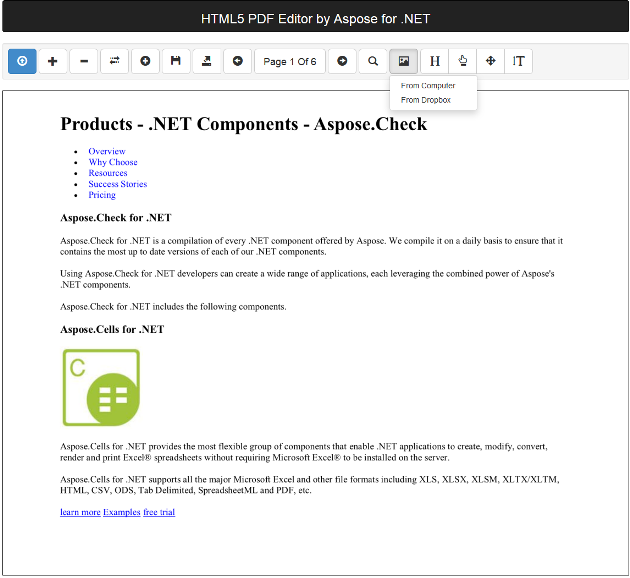 HTML5 PDF Editor by Aspose for .NET
Page 1 Of 6
H
T
From Computer
From Dropbox
Products - .NET Components - Aspose.Check
Overview
Why Choose
Resources
Success Stories
Pricing
Aspose.Check for .NET
Aspose.Check for .NET is a compilation of every .NET component offered by Aspose. We compile it on a daily basis to ensure that it
contains the most up to date versions of each of our .NET components.
Using Aspose.Check for .NET developers can create a wide range of applications, each leveraging the combined power of Aspose's
.NET components.
Aspose.Check for .NET includes the following components.
Aspose.Cells for .NET
C
Aspose.Cells for .NET provides the most flexible group of components that enable .NET applications to create, modify, convert,
render and print Excel® spreadsheets without requiring Microsoft Excel® to be installed on the server.
Aspose.Cells for .NET supports all the major Microsoft Excel and other file formats including XLS, XLSX, XLSM, XLTX/XLTM,
HTML, CSV, ODS, Tab Delimited, SpreadsheetML and PDF, etc.
learn more Examples free trial